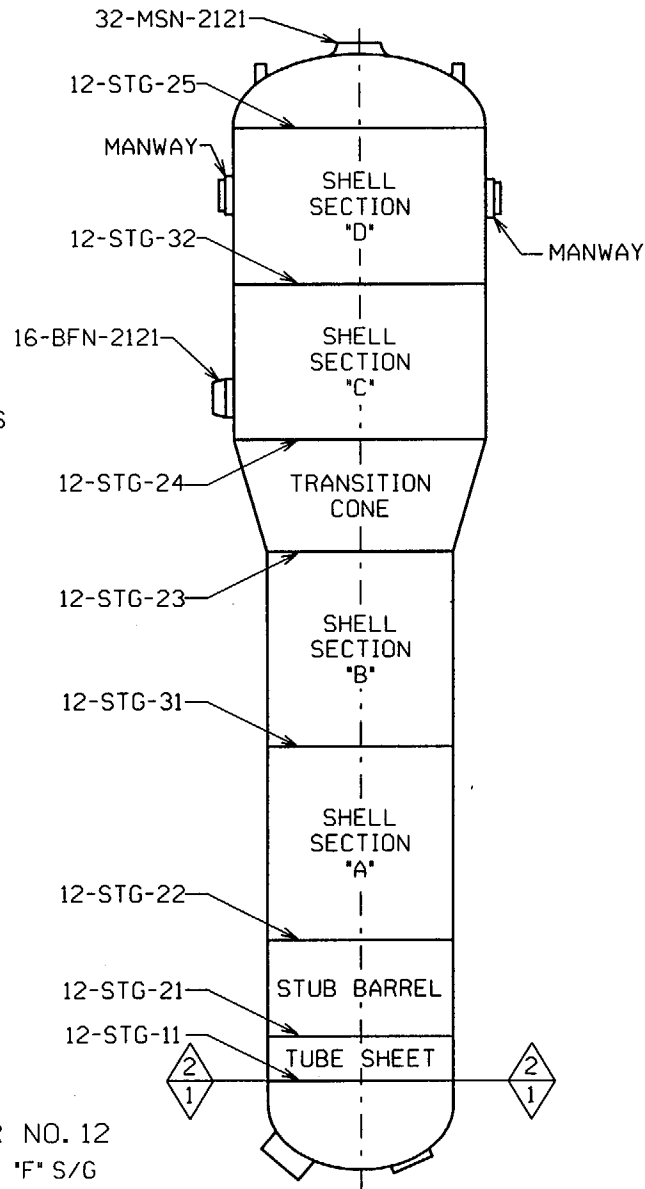 32-MSN-2121
12-STG-25
MANWAY
SHELL
SECTION
"D"
12-STG-32
MANWAY
16-BFN-2121
SHELL
SECTION
"C"
S
12-STG-24
TRANSITION
CONE
12-STG-23
SHELL
SECTION
"B"
12-STG-31
SHELL
SECTION
"A"
12-STG-22
STUB BARREL
12-STG-21
12-STG-11
TUBE SHEET
2
1
2
1
R NO. 12
"F" S/G